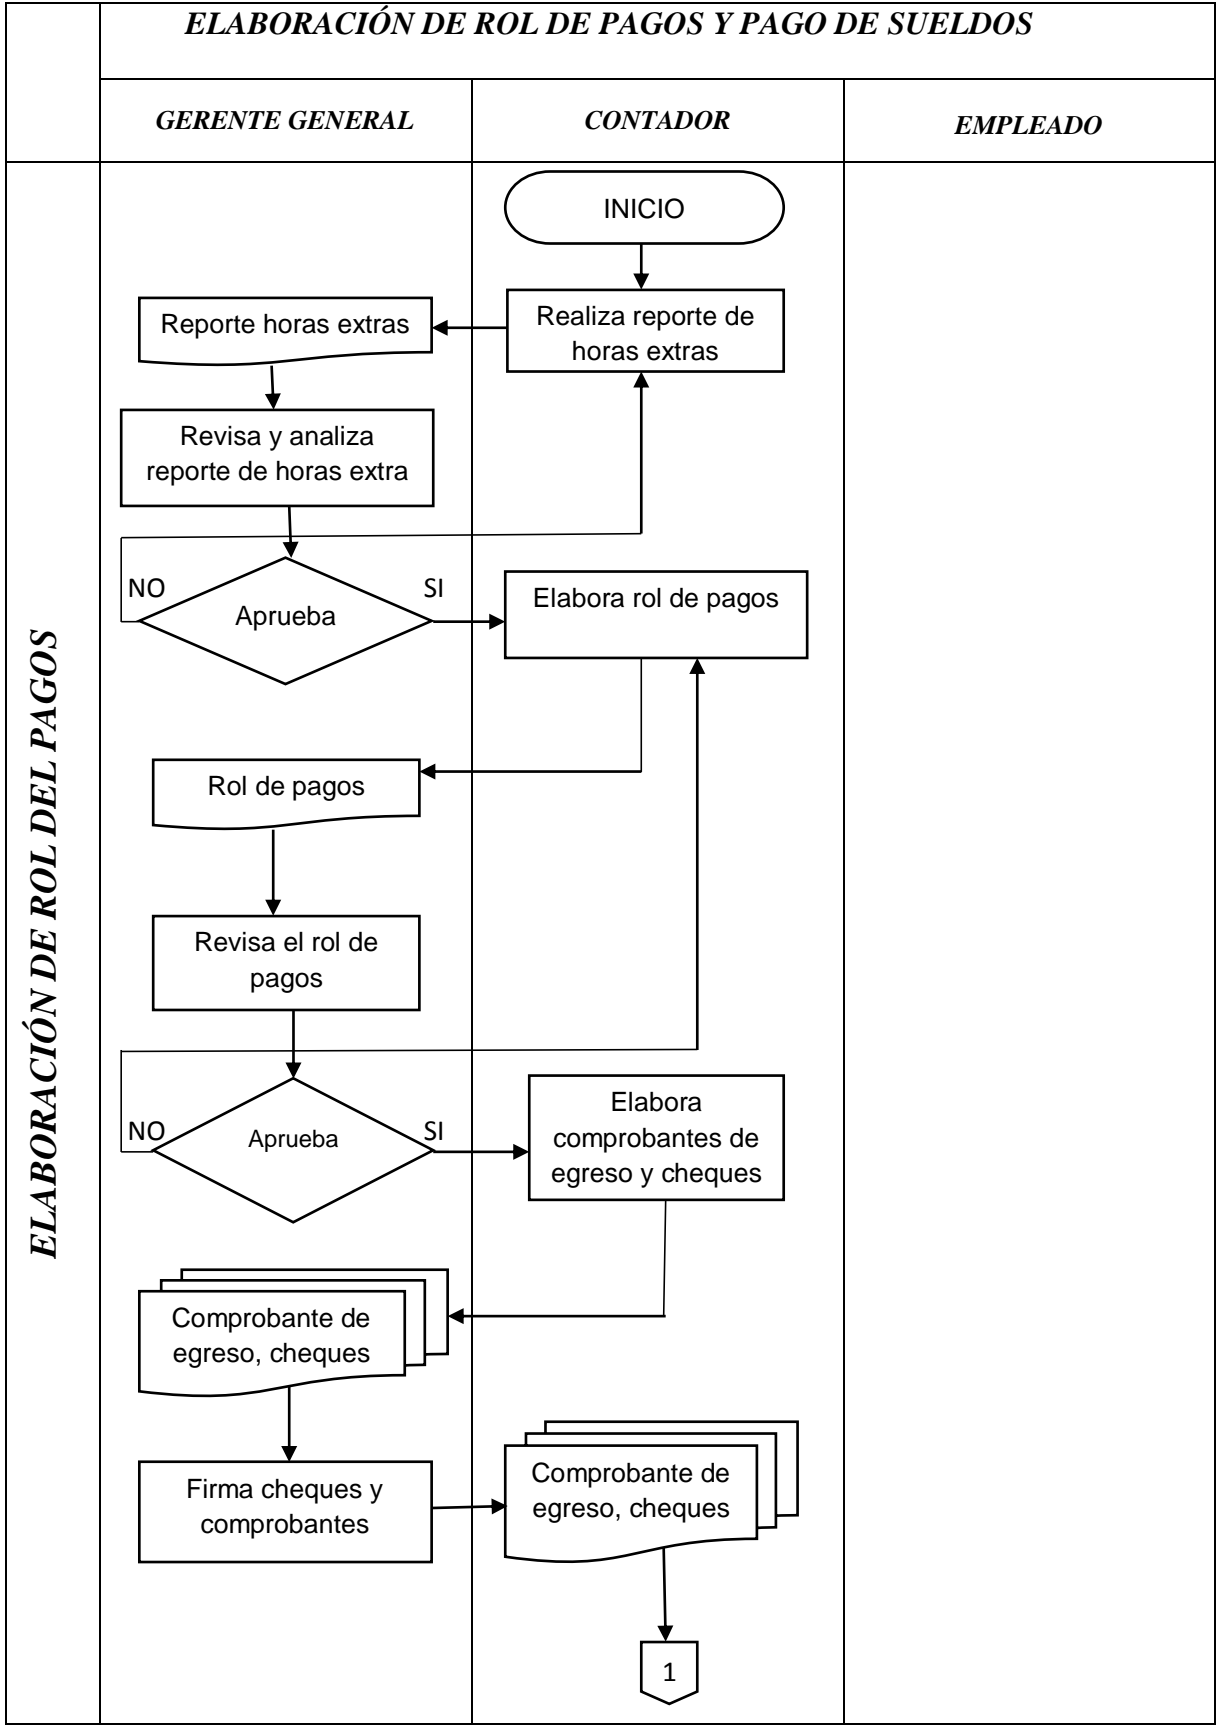 ELABORACIÓN DE ROL DE PAGOS Y PAGO DE SUELDOS
GERENTE GENERAL
CONTADOR
EMPLEADO
ELABORACIÓN DE ROL DEL PAGOS
INICIO
Realiza reporte de
horas extras
Reporte horas extras
Revisa y analiza
reporte de horas extra
NO
Aprueba
SI
Elabora rol de pagos
Rol de pagos
Revisa el rol de
pagos
NO
Aprueba
SI
Elabora
comprobantes de
egreso y cheques
Comprobante de
egreso, cheques
Firma cheques y
comprobantes
Comprobante de
egreso, cheques
1